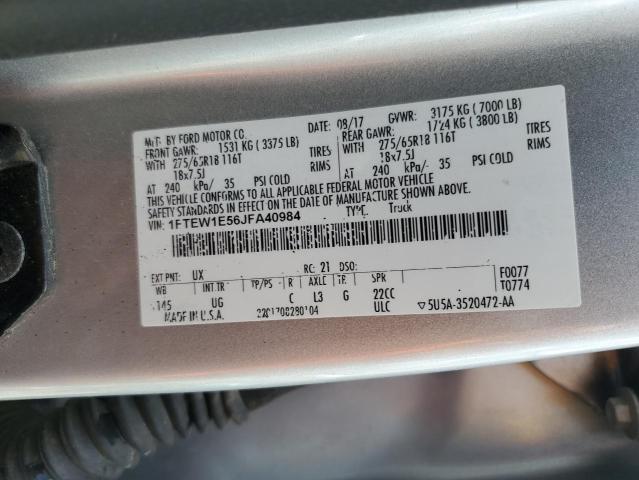 MFD. BY FORD MOTOR CO. DATE: 08/17 GVWR: 3175 KG ( 7000 LB)
FRONT GAWR: 1531 KG ( 3375 LB) REAR GAWR: 1724 KG ( 3800 LB)
WITH 275/65R18 116T TIRES 275/65R18 116T TIRES
18x7.5J RIMS 18x7.5J RIMS
AT 240 kPa/ 35 PSI COLD AT 240 kPa/ 35 PSI COLD
THIS VEHICLE CONFORMS TO ALL APPLICABLE FEDERAL MOTOR VEHICLE
SAFETY STANDARDS IN EFFECT ON THE DATE OF MANUFACTURE SHOWN ABOVE.
VIN: 1FTEW1E56JFA40984 TYPE: Truck
EXT PNT: UX RC: 21 DSO: F0077
WB INT TR TP/PS R AXLE TR SPR T0774
145 UG C L3 G 22CC
MADE IN U.S.A. ULC ▽5U5A-3520472-AA